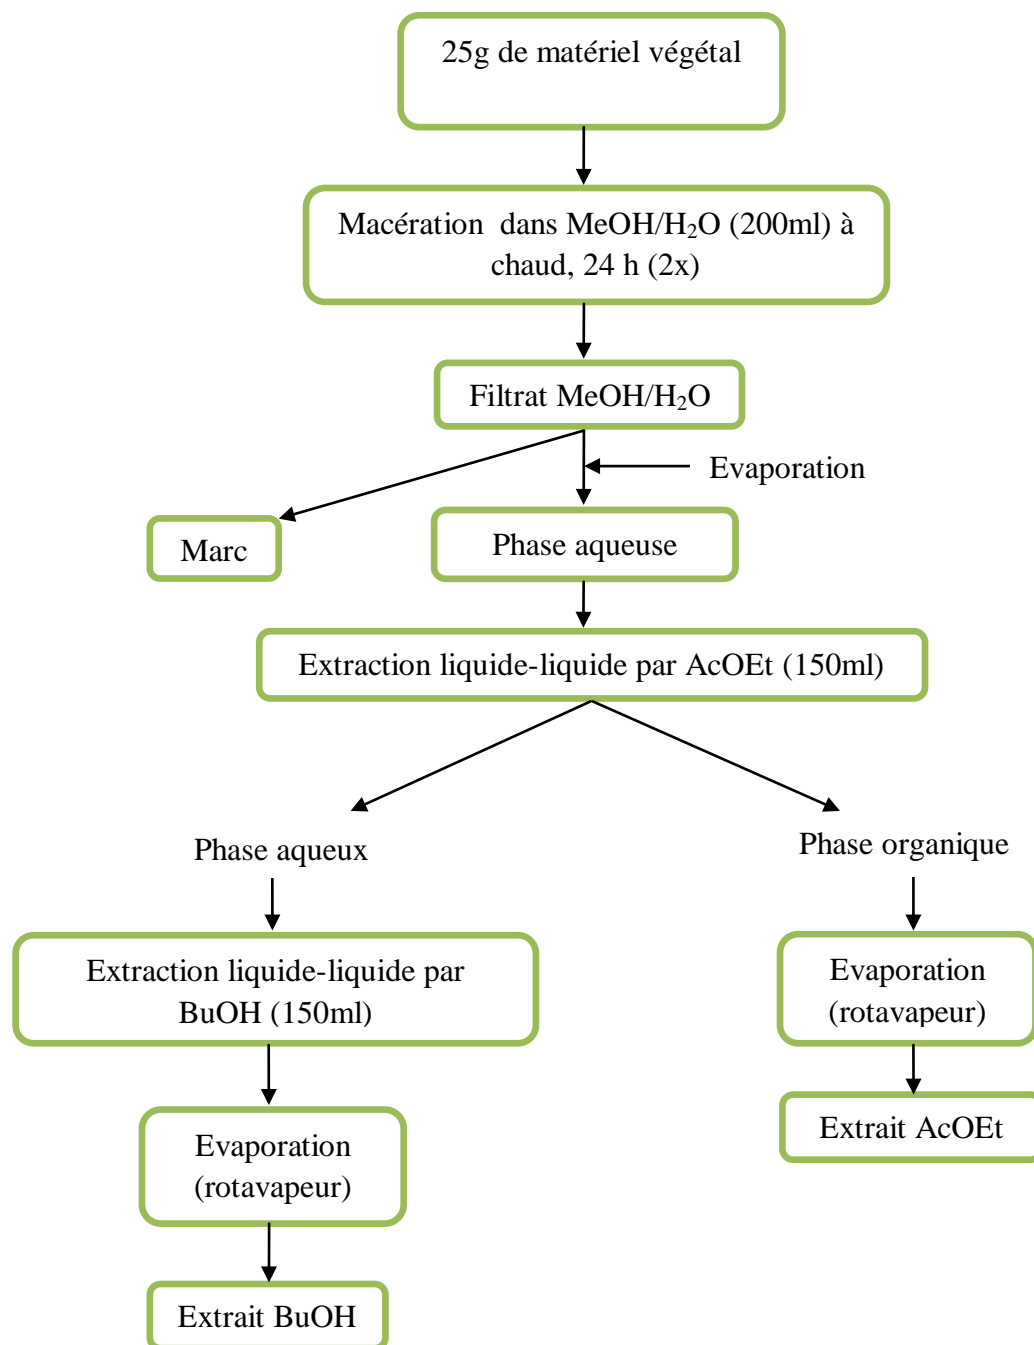 25g de matériel végétal
Macération dans MeOH/H₂O (200ml) à
chaud, 24 h (2x)
Filtrat MeOH/H₂O
Evaporation
Marc
Phase aqueuse
Extraction liquide-liquide par AcOEt (150ml)
Phase aqueux
Phase organique
Extraction liquide-liquide par
BuOH (150ml)
Evaporation
(rotavapeur)
Extrait AcOEt
Evaporation
(rotavapeur)
Extrait BuOH